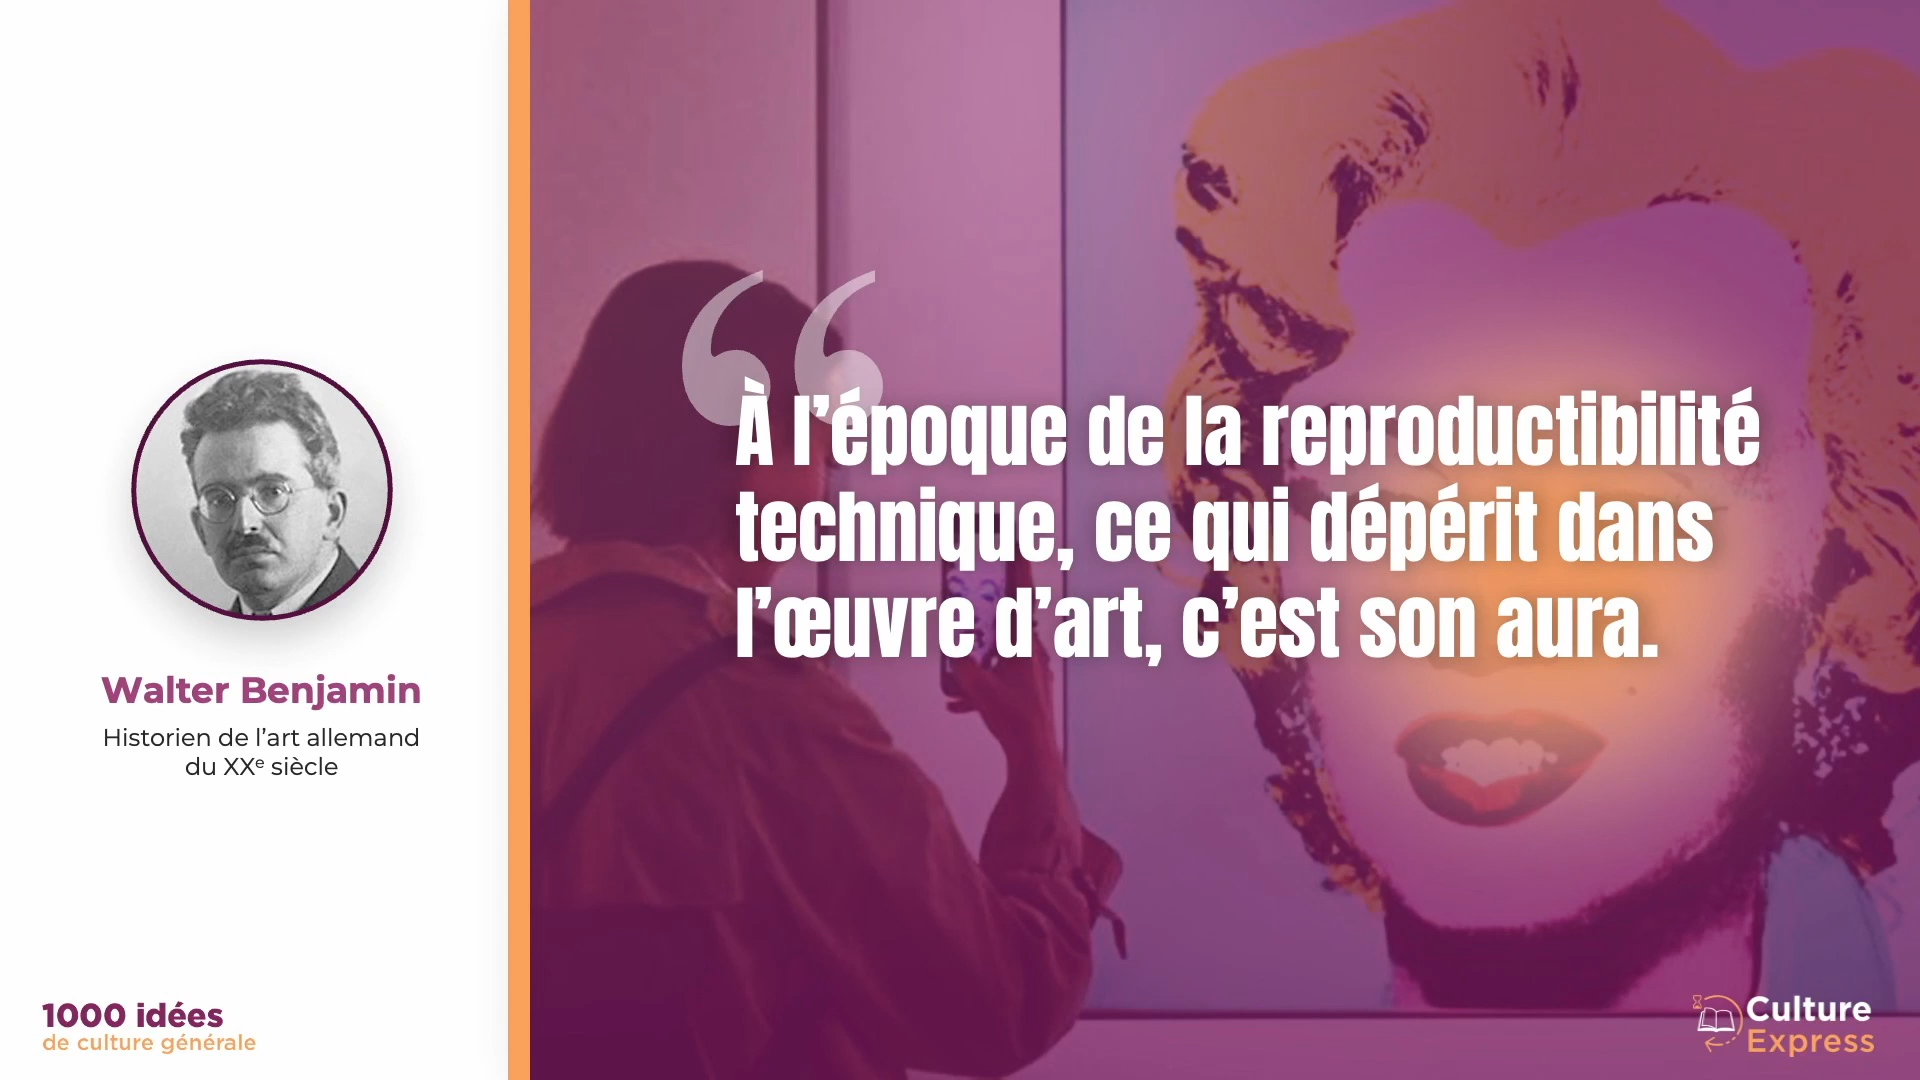 “
À l’époque de la reproductibilité
technique, ce qui dépérit dans
l’œuvre d’art, c’est son aura.
Walter Benjamin
Historien de l’art allemand
du XXᵉ siècle
1000 idées
de culture générale
Culture
Express